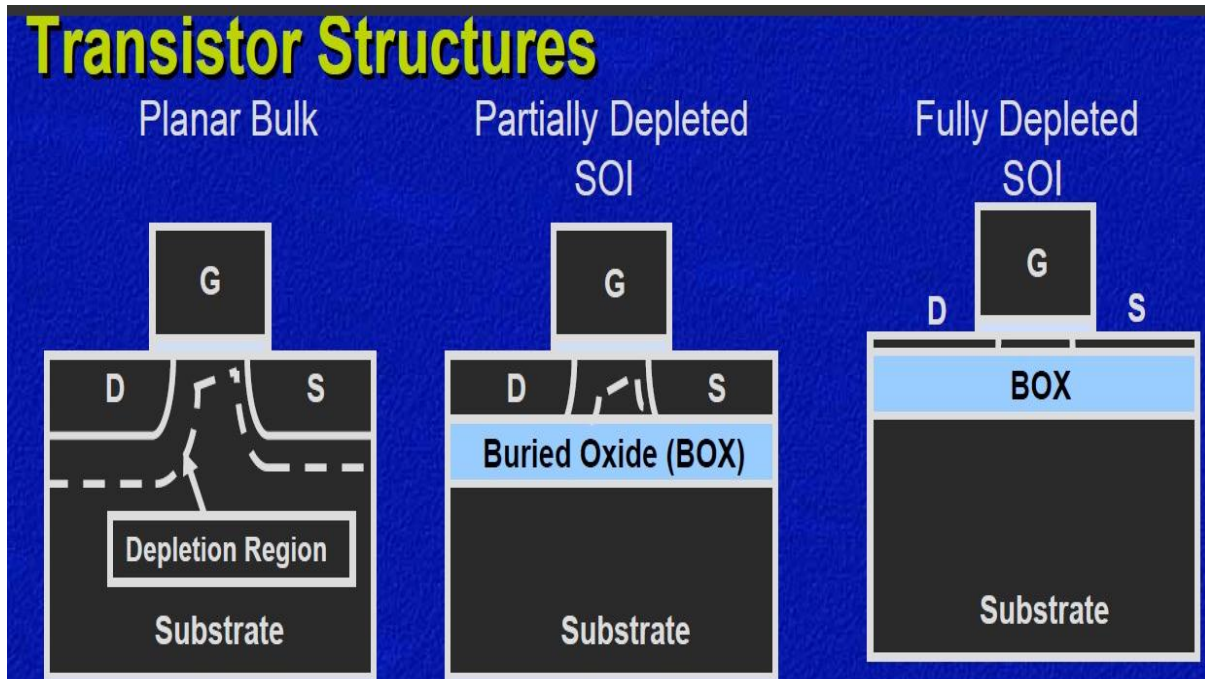 Transistor Structures
Planar Bulk
Partially Depleted
SOI
Fully Depleted
SOI
G
D
S
Depletion Region
Substrate
G
D
S
Buried Oxide (BOX)
Substrate
G
D
S
BOX
Substrate